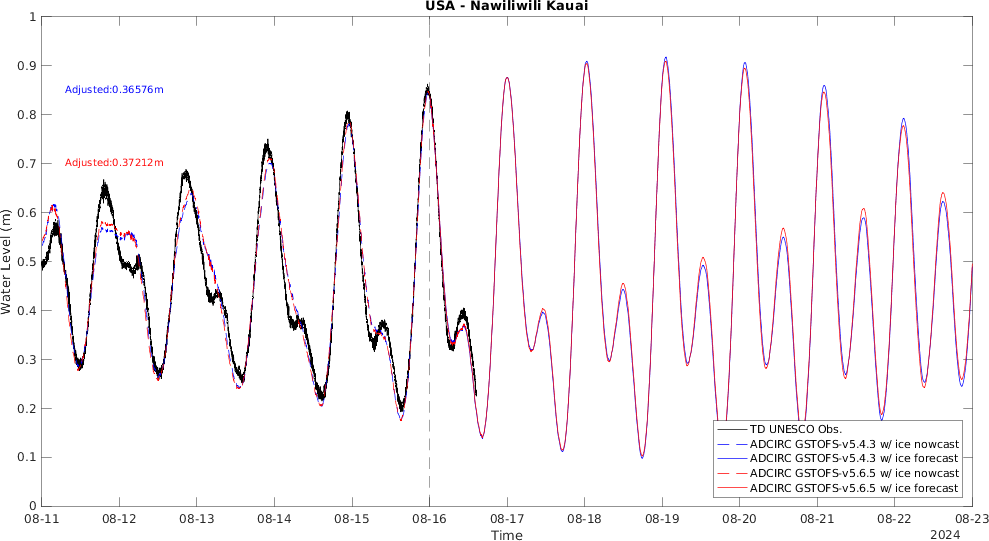 USA - Nawiliwili Kauai
1
0.9
0.8
0.7
0.6
0.5
0.4
0.3
0.2
0.1
0
Water Level (m)
Adjusted:0.36576m
Adjusted:0.37212m
TD UNESCO Obs.
ADCIRC GSTOFS-v5.4.3 w/ ice nowcast
ADCIRC GSTOFS-v5.4.3 w/ ice forecast
ADCIRC GSTOFS-v5.6.5 w/ ice nowcast
ADCIRC GSTOFS-v5.6.5 w/ ice forecast
08-11 08-12 08-13 08-14 08-15 08-16 08-17 08-18 08-19 08-20 08-21 08-22 08-23
Time
2024